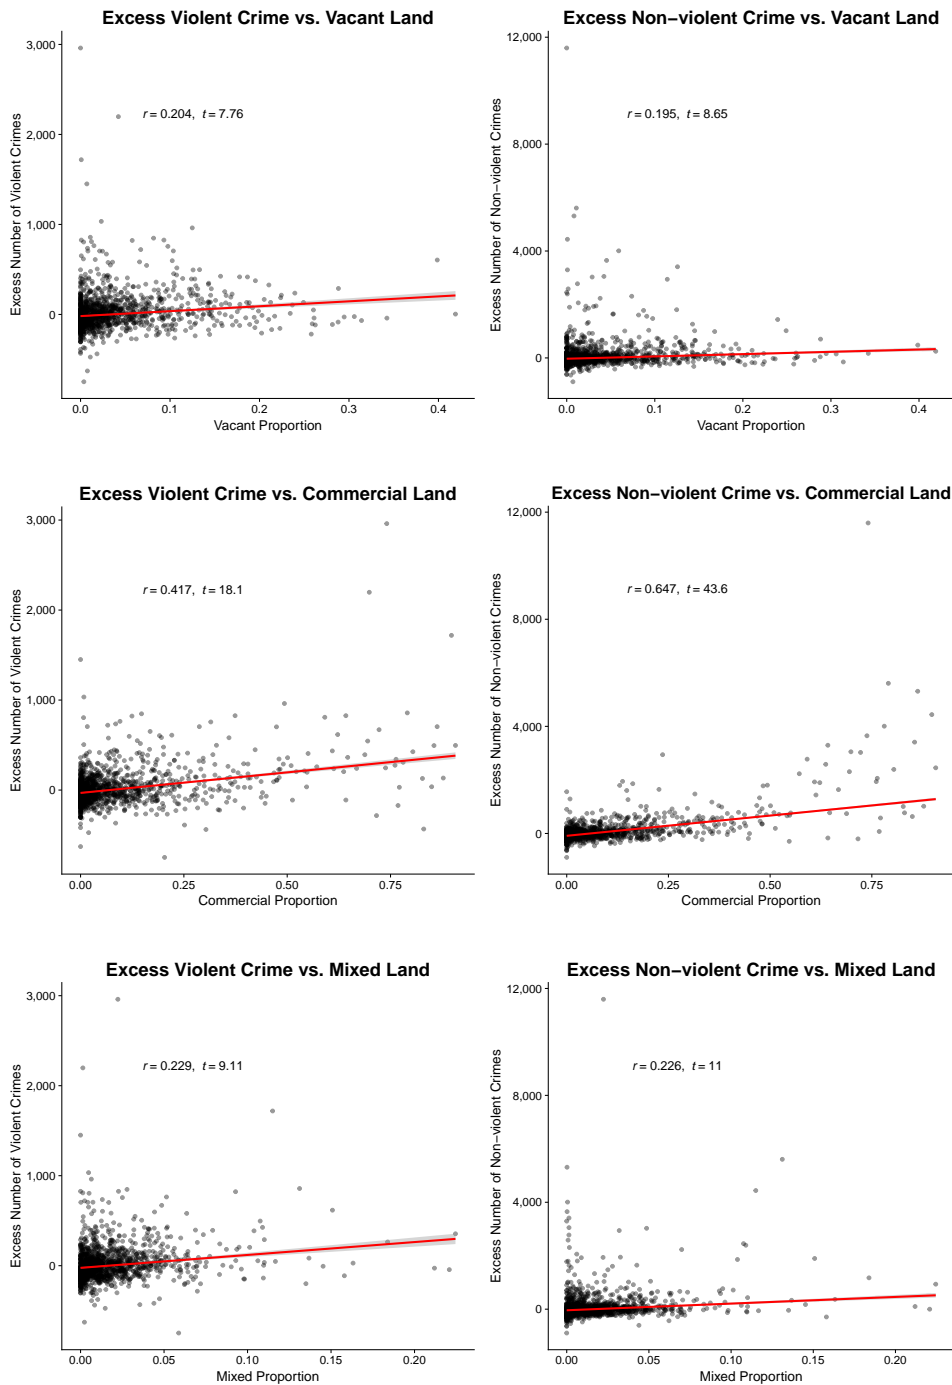 Excess Violent Crime vs. Vacant Land
Excess Number of Violent Crimes
3,000
2,000
1,000
0
r = 0.204, t = 7.76
0.0 0.1 0.2 0.3 0.4
Vacant Proportion
Excess Non−violent Crime vs. Vacant Land
Excess Number of Non−violent Crimes
12,000
8,000
4,000
0
r = 0.195, t = 8.65
0.0 0.1 0.2 0.3 0.4
Vacant Proportion
Excess Violent Crime vs. Commercial Land
Excess Number of Violent Crimes
3,000
2,000
1,000
0
r = 0.417, t = 18.1
0.00 0.25 0.50 0.75
Commercial Proportion
Excess Non−violent Crime vs. Commercial Land
Excess Number of Non−violent Crimes
12,000
8,000
4,000
0
r = 0.647, t = 43.6
0.00 0.25 0.50 0.75
Commercial Proportion
Excess Violent Crime vs. Mixed Land
Excess Number of Violent Crimes
3,000
2,000
1,000
0
r = 0.229, t = 9.11
0.00 0.05 0.10 0.15 0.20
Mixed Proportion
Excess Non−violent Crime vs. Mixed Land
Excess Number of Non−violent Crimes
12,000
8,000
4,000
0
r = 0.226, t = 11
0.00 0.05 0.10 0.15 0.20
Mixed Proportion